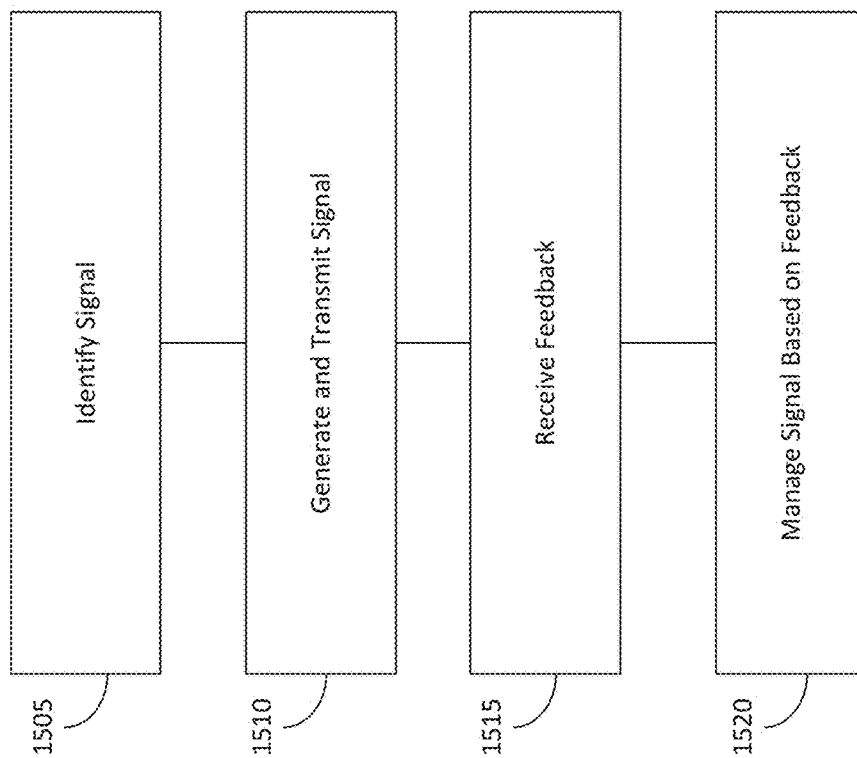 1505
Identify Signal
1510
Generate and Transmit Signal
1515
Receive Feedback
1520
Manage Signal Based on Feedback